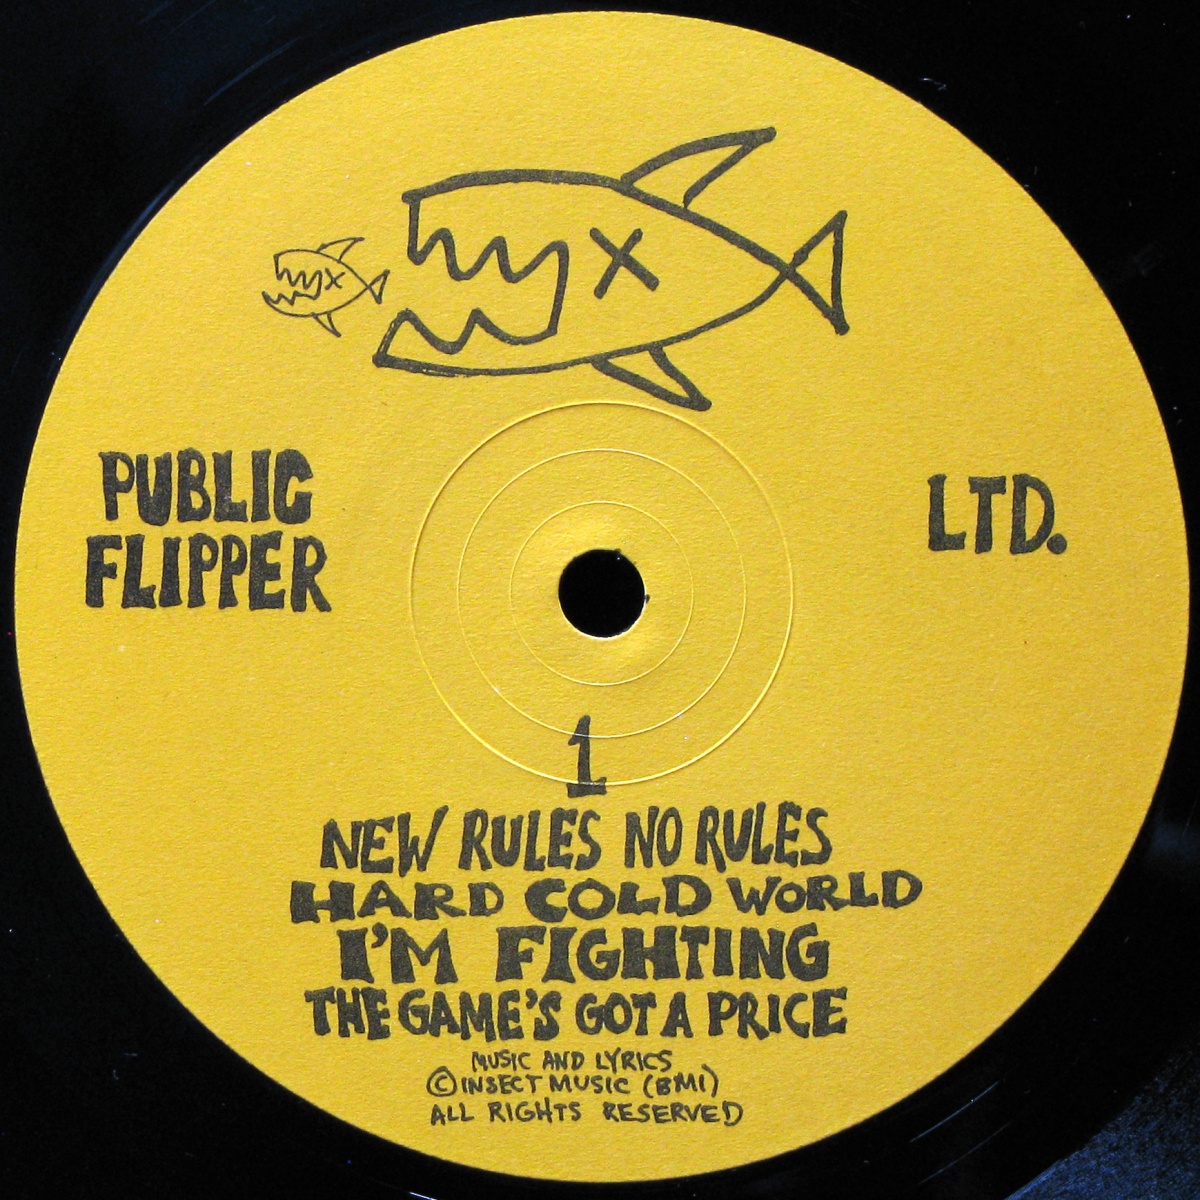 PUBLIC
FLIPPER
LTD.
1
NEW RULES NO RULES
HARD COLD WORLD
I'M FIGHTING
THE GAME'S GOT A PRICE
MUSIC AND LYRICS
© INSECT MUSIC (BMI)
ALL RIGHTS RESERVED